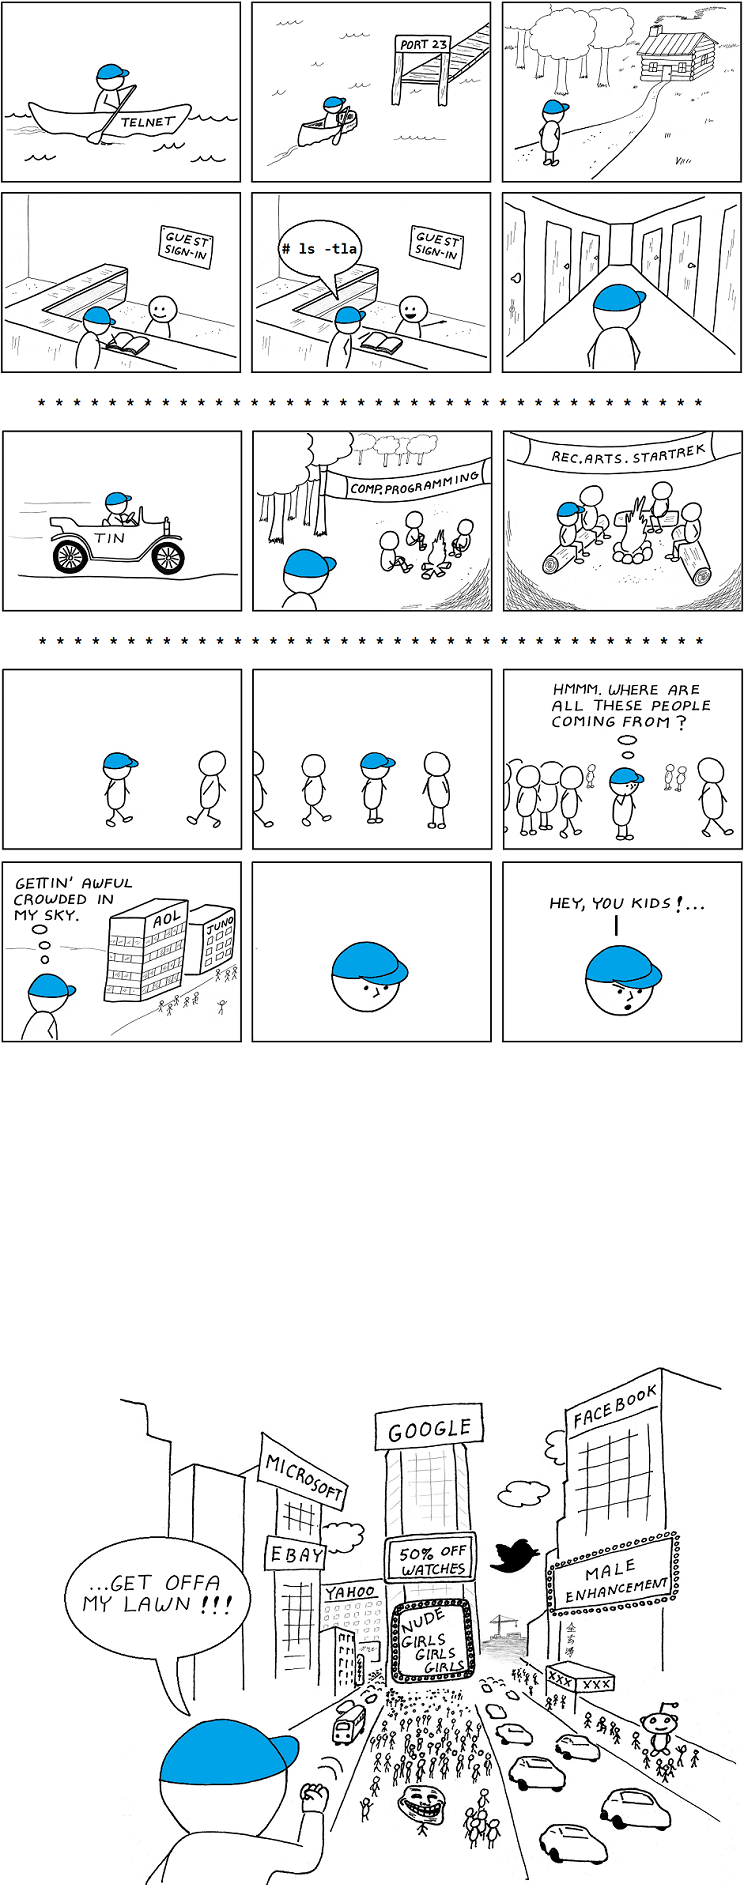 TELNET
PORT 23
GUEST
SIGN-IN
# ls -tla
GUEST
SIGN-IN
* * * * * * * * * * * * * * * * * * * * * * * * * * * * * * * * * * * * * *
TIN
COMP.PROGRAMMING
REC.ARTS.STARTREK
* * * * * * * * * * * * * * * * * * * * * * * * * * * * * * * * * * * * * *
HMMM. WHERE ARE
ALL THESE PEOPLE
COMING FROM?
GETTIN' AWFUL
CROWDED IN
MY SKY.
AOL
JUNO
HEY, YOU KIDS!...
GOOGLE
FACEBOOK
MICROSOFT
EBAY
YAHOO
50% OFF
WATCHES
MALE
ENHANCEMENT
NUDE
GIRLS
GIRLS
GIRLS
XXX XXX
...GET OFFA
MY LAWN!!!